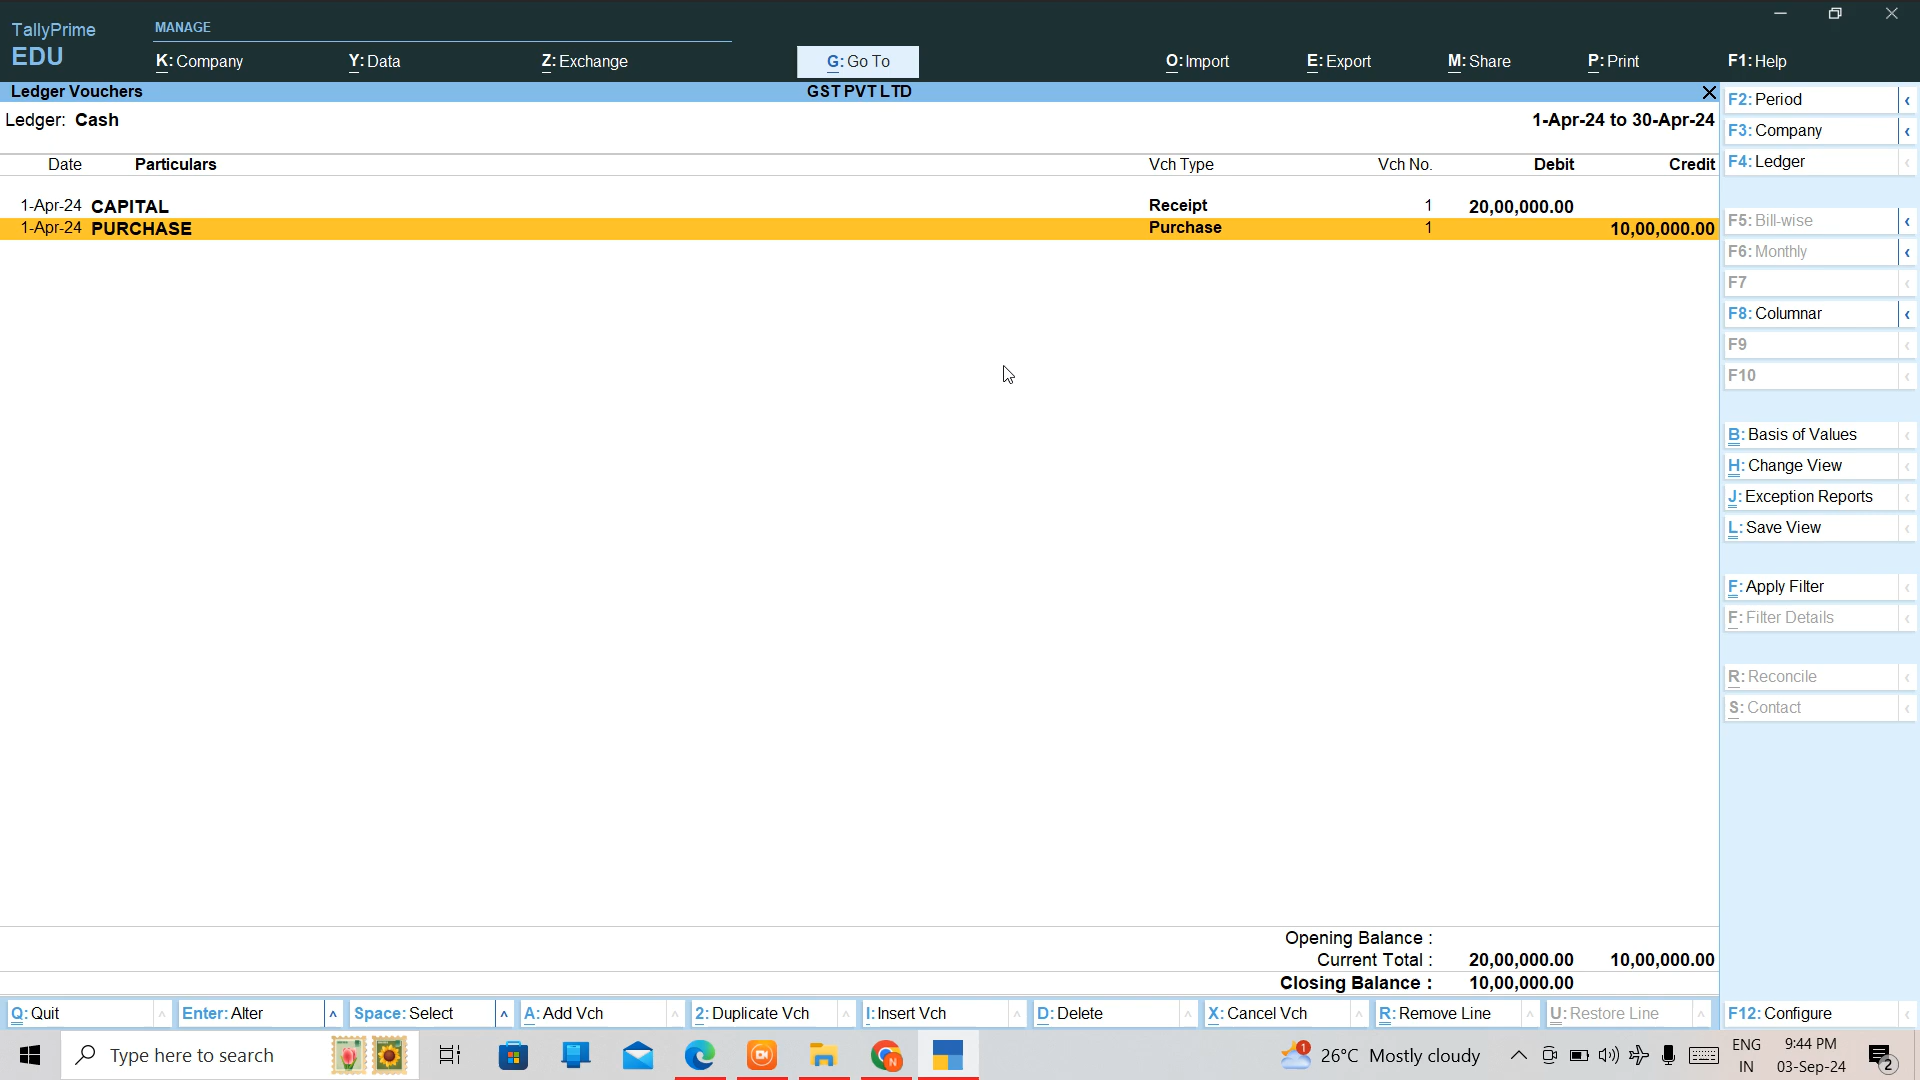 TallyPrime
EDU
MANAGE
K: Company
Y: Data
Z: Exchange
G: Go To
O: Import
E: Export
M: Share
P: Print
F1: Help
Ledger Vouchers
GST PVT LTD
Ledger: Cash
1-Apr-24 to 30-Apr-24
Date Particulars Vch Type Vch No. Debit Credit
1-Apr-24 CAPITAL Receipt 1 20,00,000.00
1-Apr-24 PURCHASE Purchase 1 10,00,000.00
Opening Balance :
Current Total : 20,00,000.00 10,00,000.00
Closing Balance : 10,00,000.00
F2: Period
F3: Company
F4: Ledger
F5: Bill-wise
F6: Monthly
F7
F8: Columnar
F9
F10
B: Basis of Values
H: Change View
J: Exception Reports
L: Save View
F: Apply Filter
F: Filter Details
R: Reconcile
S: Contact
F12: Configure
Q: Quit
Enter: Alter
Space: Select
A: Add Vch
2: Duplicate Vch
I: Insert Vch
D: Delete
X: Cancel Vch
R: Remove Line
U: Restore Line
Type here to search
N
1
26°C Mostly cloudy
ENG
IN
9:44 PM
03-Sep-24
2